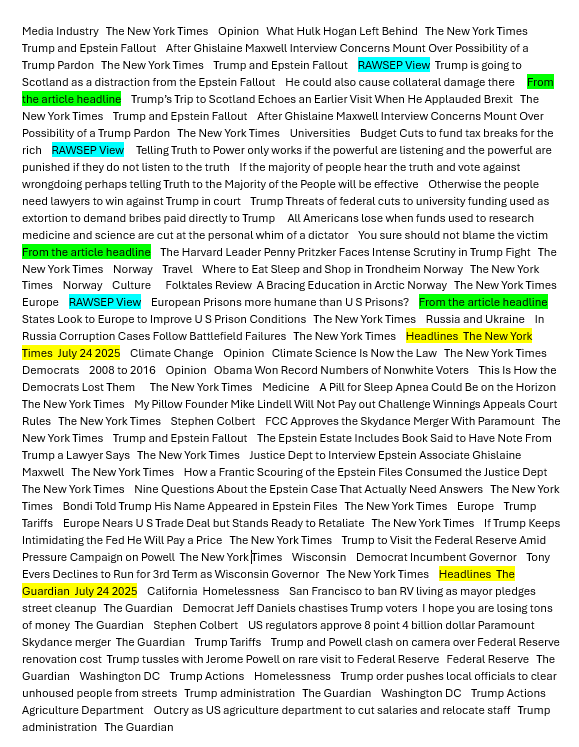 Media Industry The New York Times Opinion What Hulk Hogan Left Behind The New York Times
Trump and Epstein Fallout After Ghislaine Maxwell Interview Concerns Mount Over Possibility of a
Trump Pardon The New York Times Trump and Epstein Fallout RAWSEP View Trump is going to
Scotland as a distraction from the Epstein Fallout He could also cause collateral damage there From
the article headline Trump's Trip to Scotland Echoes an Earlier Visit When He Applauded Brexit The
New York Times Trump and Epstein Fallout After Ghislaine Maxwell Interview Concerns Mount Over
Possibility of a Trump Pardon The New York Times Universities Budget Cuts to fund tax breaks for the
rich RAWSEP View Telling Truth to Power only works if the powerful are listening and the powerful are
punished if they do not listen to the truth If the majority of people hear the truth and vote against
wrongdoing perhaps telling Truth to the Majority of the People will be effective Otherwise the people
need lawyers to win against Trump in court Trump Threats of federal cuts to university funding used as
extortion to demand bribes paid directly to Trump All Americans lose when funds used to research
medicine and science are cut at the personal whim of a dictator You sure should not blame the victim
From the article headline The Harvard Leader Penny Pritzker Faces Intense Scrutiny in Trump Fight The
New York Times Norway Travel Where to Eat Sleep and Shop in Trondheim Norway The New York
Times Norway Culture Folktales Review A Bracing Education in Arctic Norway The New York Times
Europe RAWSEP View European Prisons more humane than U S Prisons? From the article headline
States Look to Europe to Improve U S Prison Conditions The New York Times Russia and Ukraine In
Russia Corruption Cases Follow Battlefield Failures The New York Times Headlines The New York
Times July 24 2025 Climate Change Opinion Climate Science Is Now the Law The New York Times
Democrats 2008 to 2016 Opinion Obama Won Record Numbers of Nonwhite Voters This Is How the
Democrats Lost Them The New York Times Medicine A Pill for Sleep Apnea Could Be on the Horizon
The New York Times My Pillow Founder Mike Lindell Will Not Pay out Challenge Winnings Appeals Court
Rules The New York Times Stephen Colbert FCC Approves the Skydance Merger With Paramount The
New York Times Trump and Epstein Fallout The Epstein Estate Includes Book Said to Have Note From
Trump a Lawyer Says The New York Times Justice Dept to Interview Epstein Associate Ghislaine
Maxwell The New York Times How a Frantic Scouring of the Epstein Files Consumed the Justice Dept
The New York Times Nine Questions About the Epstein Case That Actually Need Answers The New York
Times Bondi Told Trump His Name Appeared in Epstein Files The New York Times Europe Trump
Tariffs Europe Nears U S Trade Deal but Stands Ready to Retaliate The New York Times If Trump Keeps
Intimidating the Fed He Will Pay a Price The New York Times Trump to Visit the Federal Reserve Amid
Pressure Campaign on Powell The New York Times Wisconsin Democrat Incumbent Governor Tony
Evers Declines to Run for 3rd Term as Wisconsin Governor The New York Times Headlines The
Guardian July 24 2025 California Homelessness San Francisco to ban RV living as mayor pledges
street cleanup The Guardian Democrat Jeff Daniels chastises Trump voters I hope you are losing tons
of money The Guardian Stephen Colbert US regulators approve 8 point 4 billion dollar Paramount
Skydance merger The Guardian Trump Tariffs Trump and Powell clash on camera over Federal Reserve
renovation cost Trump tussles with Jerome Powell on rare visit to Federal Reserve Federal Reserve The
Guardian Washington DC Trump Actions Homelessness Trump order pushes local officials to clear
unhoused people from streets Trump administration The Guardian Washington DC Trump Actions
Agriculture Department Outcry as US agriculture department to cut salaries and relocate staff Trump
administration The Guardian